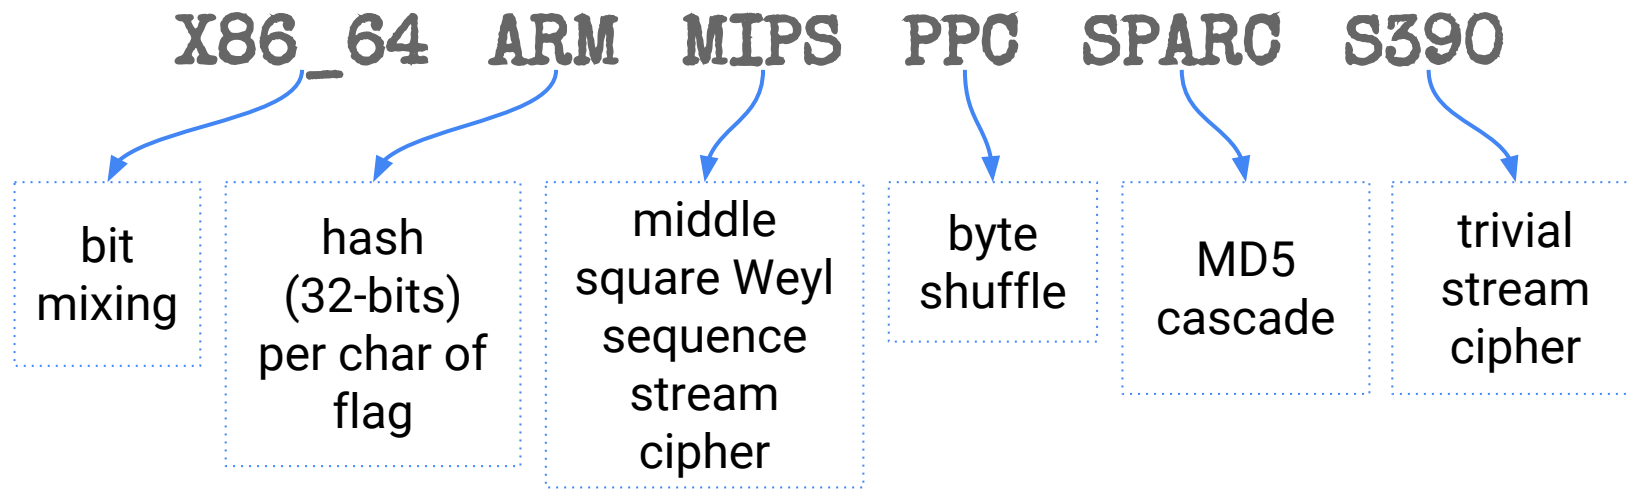 X86_64 ARM MIPS PPC SPARC S390
bit
mixing
hash
(32-bits)
per char of
flag
middle
square Weyl
sequence
stream
cipher
byte
shuffle
MD5
cascade
trivial
stream
cipher